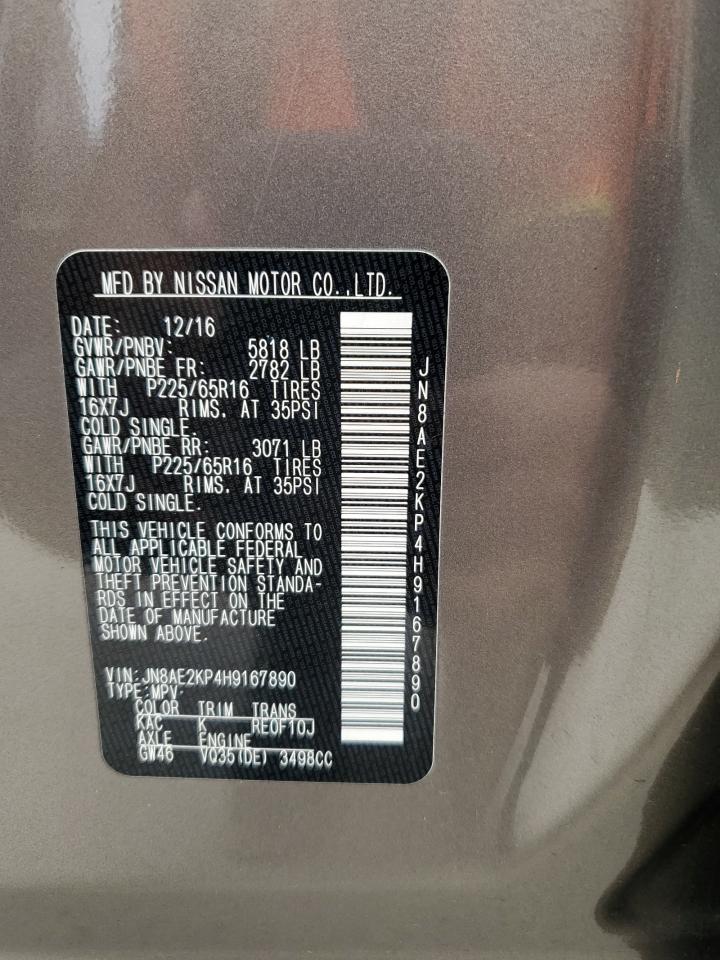 MFD BY NISSAN MOTOR CO.,LTD.
DATE: 12/16
GVWR/PNBV: 5818 LB
GAWR/PNBE FR: 2782 LB
WITH P225/65R16 TIRES
16X7J RIMS. AT 35PSI
COLD SINGLE.
GAWR/PNBE RR: 3071 LB
WITH P225/65R16 TIRES
16X7J RIMS. AT 35PSI
COLD SINGLE.
THIS VEHICLE CONFORMS TO
ALL APPLICABLE FEDERAL
MOTOR VEHICLE SAFETY AND
THEFT PREVENTION STANDA-
RDS IN EFFECT ON THE
DATE OF MANUFACTURE
SHOWN ABOVE.
VIN:JN8AE2KP4H9167890
TYPE:MPV
COLOR TRIM TRANS
KAC K RE0F10J
AXLE ENGINE
GW46 VQ35(DE) 3498CC
JN8AE2KP4H9167890